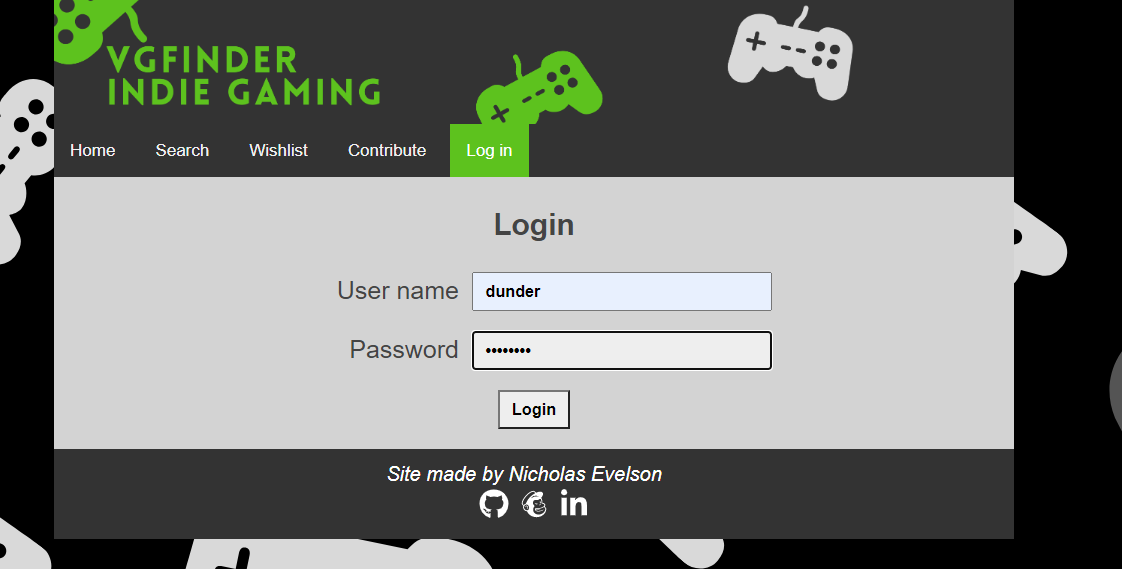 VGFINDER
INDIE GAMING
Home Search Wishlist Contribute Log in
Login
User name dunder
Password ••••••••
Login
Site made by Nicholas Evelson
in